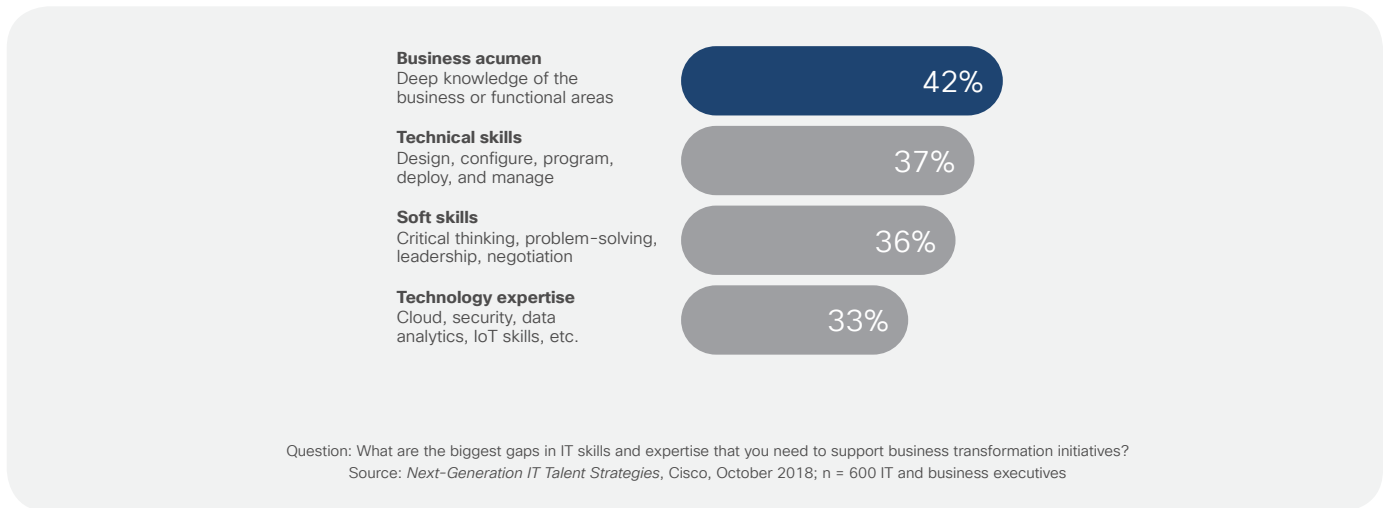 Business acumen
Deep knowledge of the
business or functional areas
42%
Technical skills
Design, configure, program,
deploy, and manage
37%
Soft skills
Critical thinking, problem-solving,
leadership, negotiation
36%
Technology expertise
Cloud, security, data
analytics, IoT skills, etc.
33%
Question: What are the biggest gaps in IT skills and expertise that you need to support business transformation initiatives?
Source: Next-Generation IT Talent Strategies, Cisco, October 2018; n = 600 IT and business executives